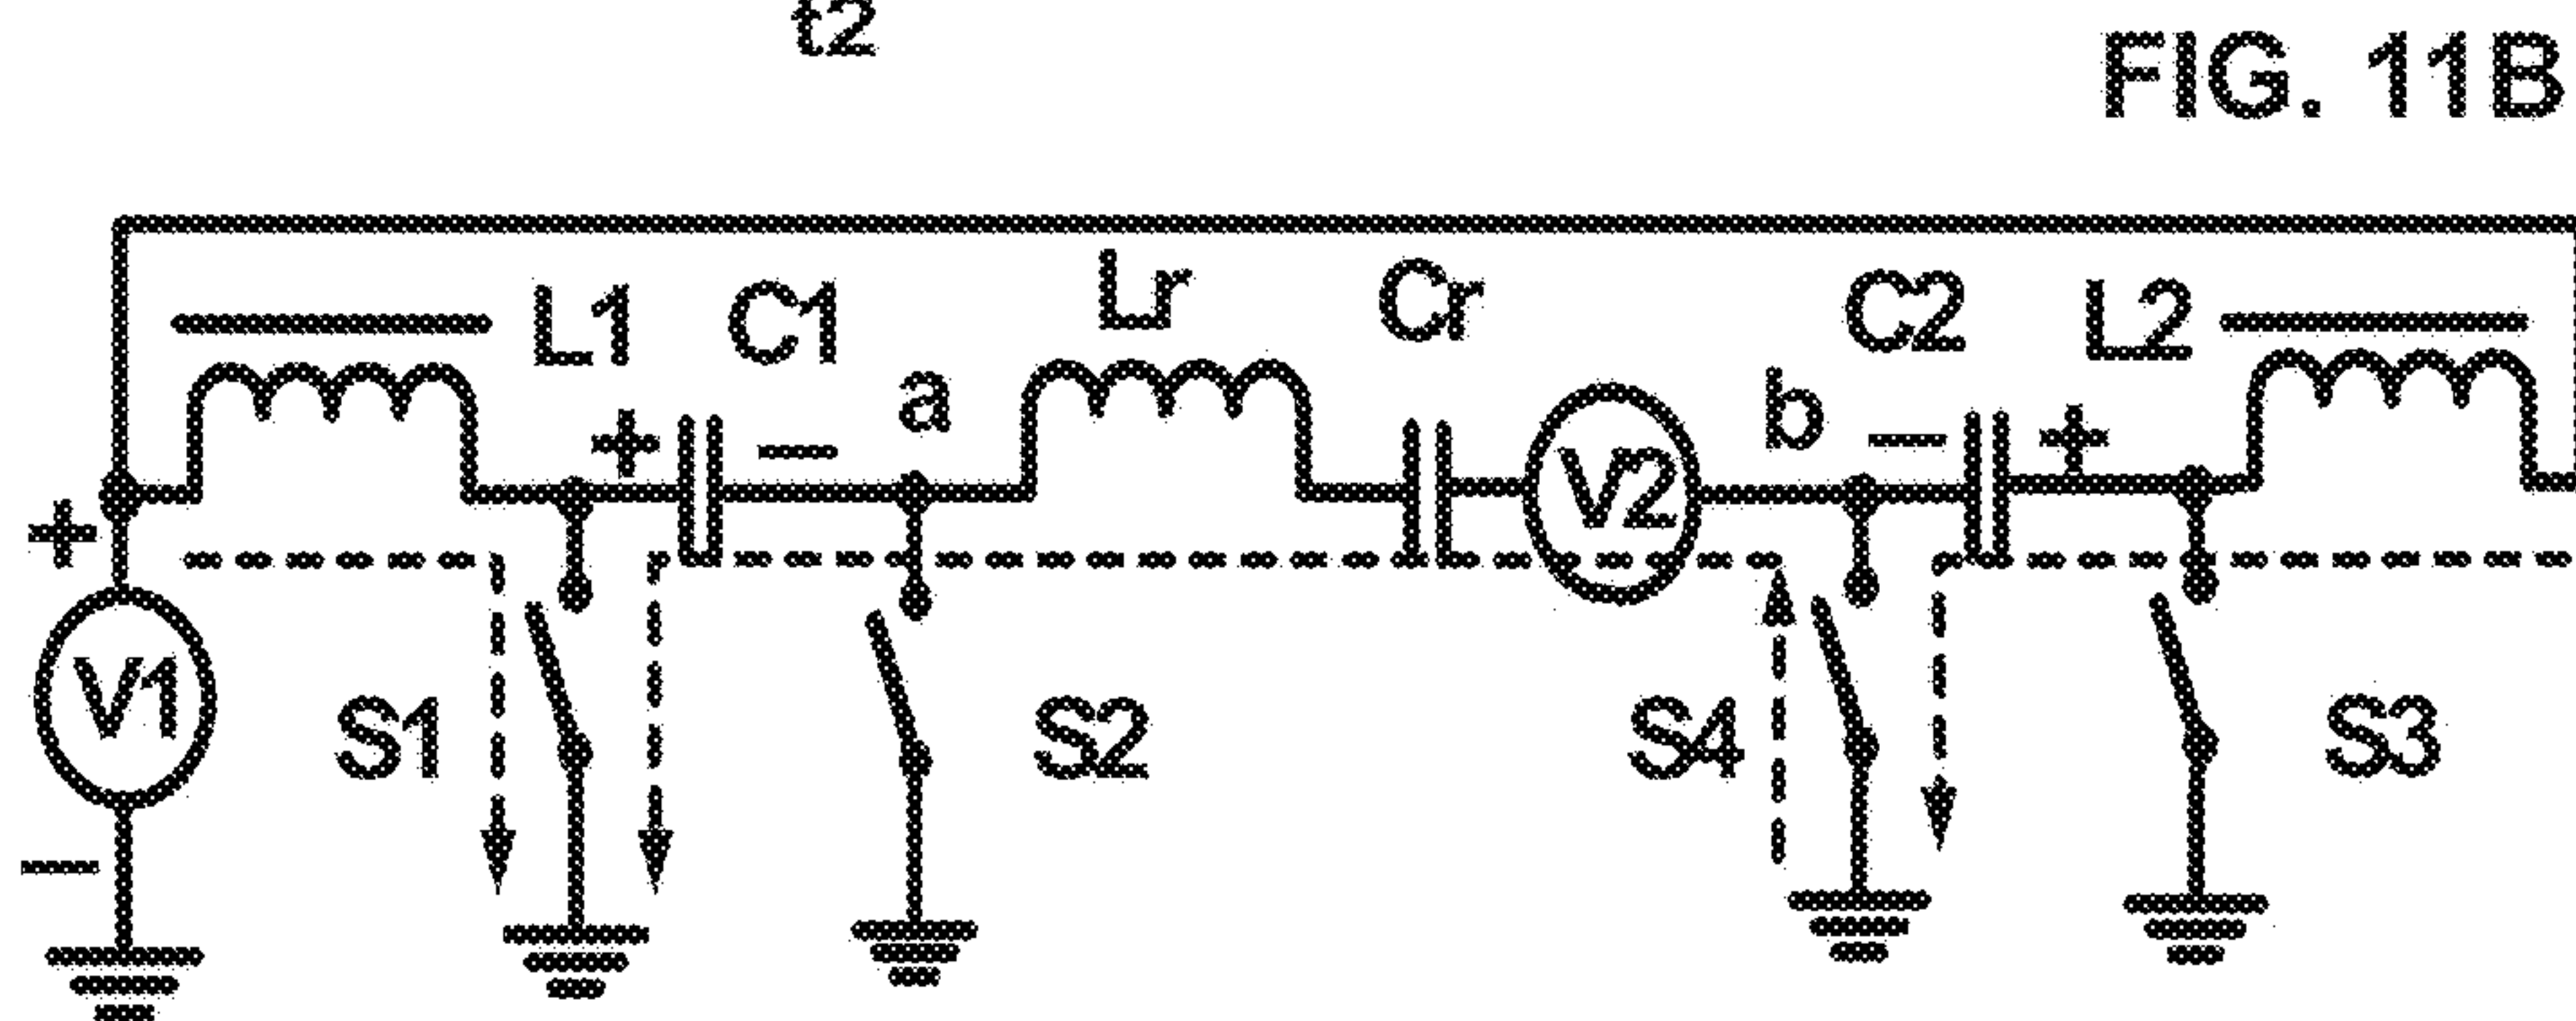 t2
FIG. 11B
L1 C1 Lr Cr C2 L2
+ − a b − +
+
V2
V1 S1 S2 S4 S3
−